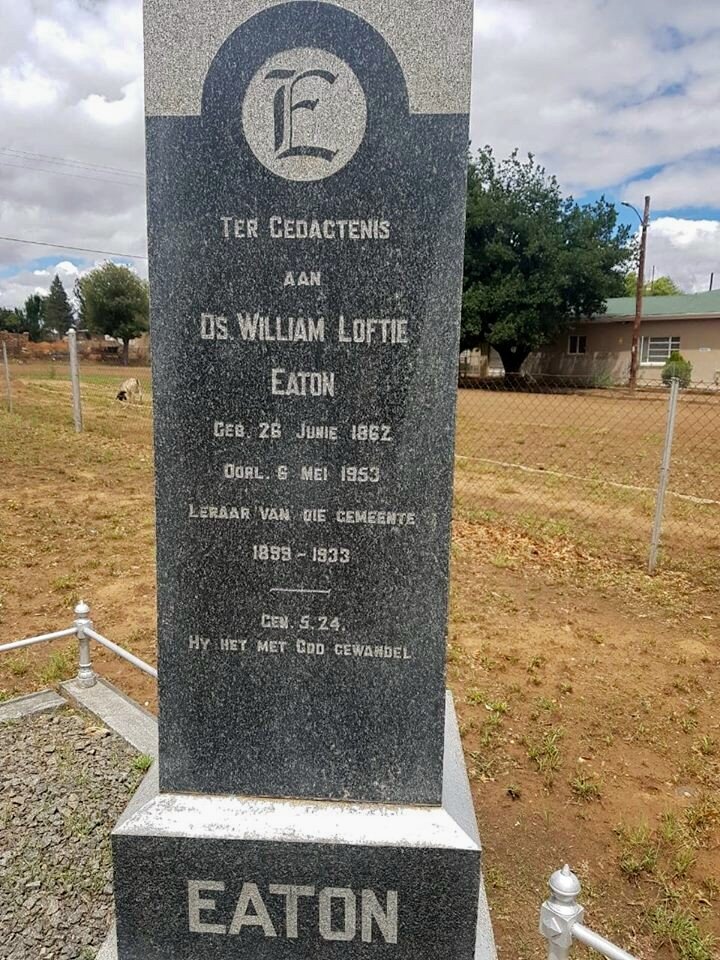 E
TER GEDACTENIS
AAN
DS. WILLIAM LOFTIE
EATON
GEB. 26 JUNIE 1862
OORL. 6 MEI 1953
LERAAR VAN DIE GEMEENTE
1899 - 1933
GEN. 5.24.
HY HET MET GOD GEWANDEL
EATON